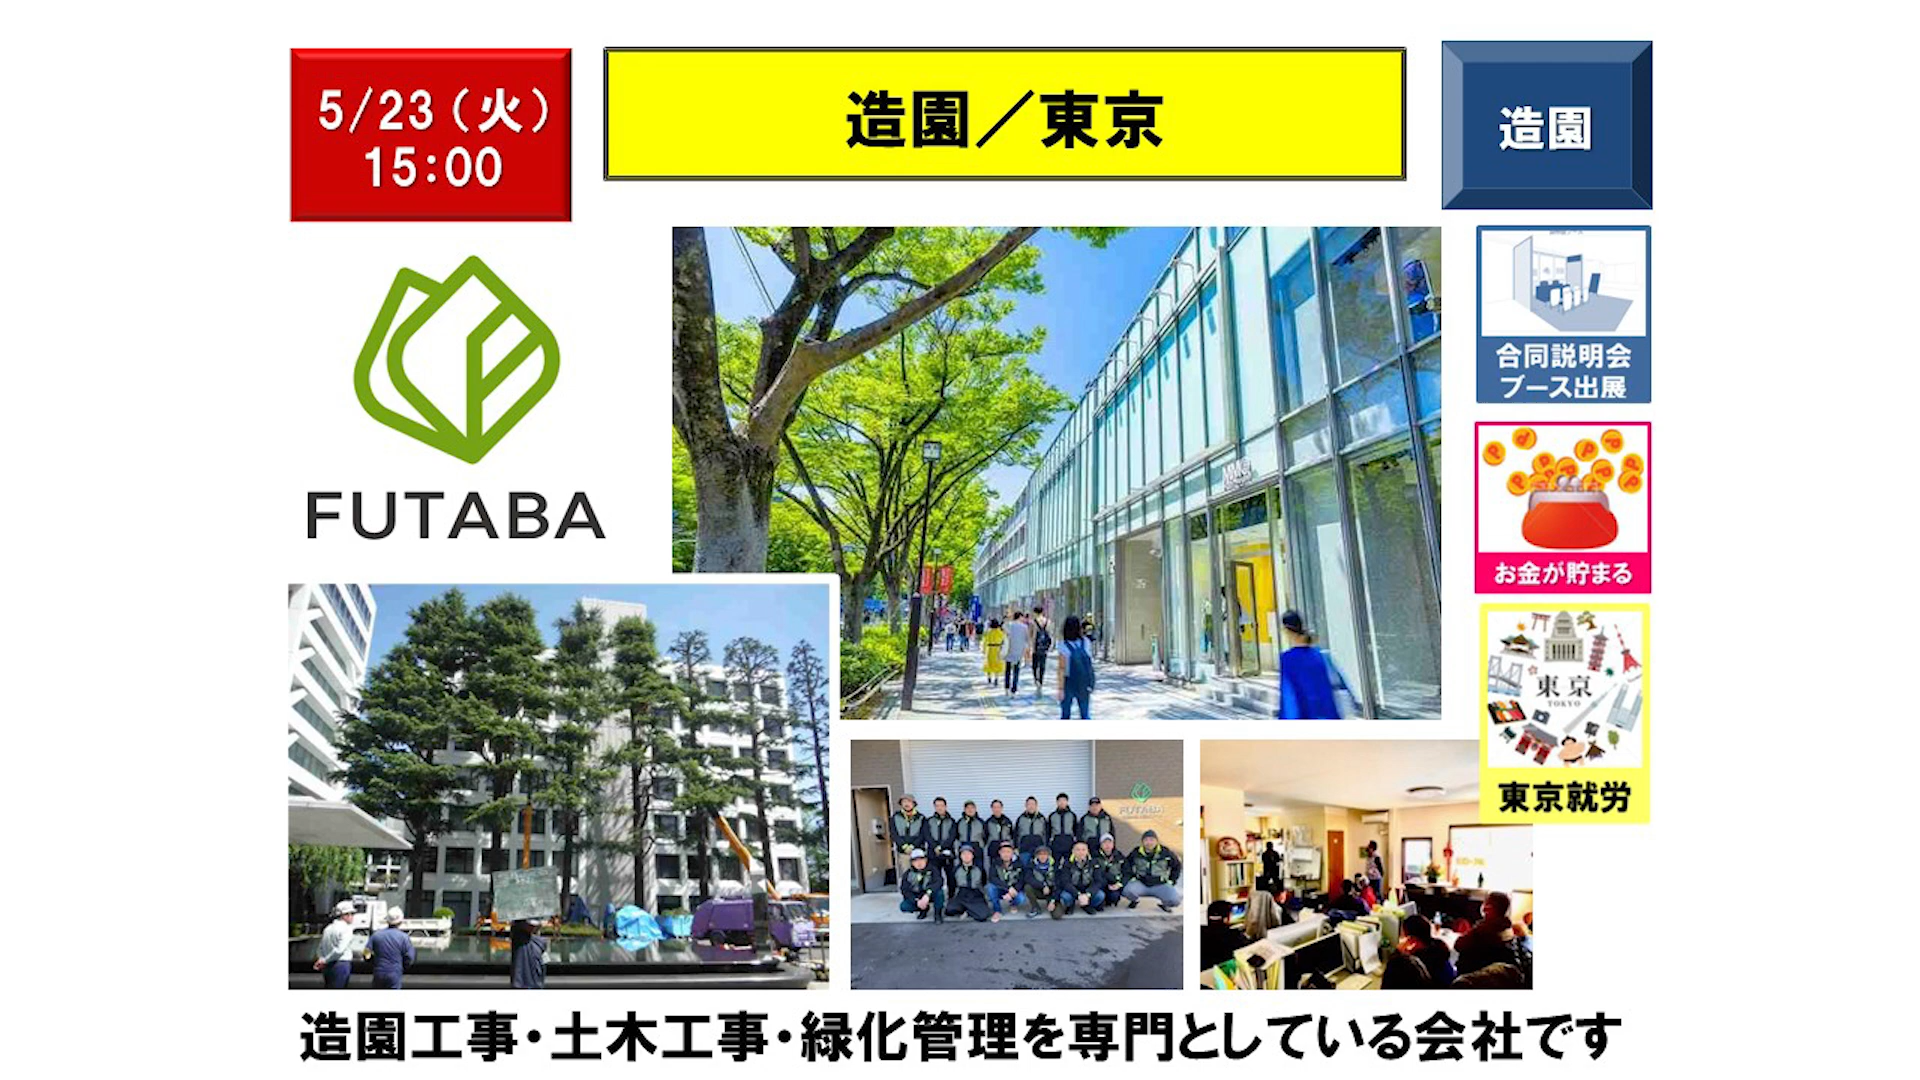 5/23（火）
15：00
造園／東京
造園
FUTABA
合同説明会
ブース出展
お金が貯まる
東京
TOKYO
東京就労
FUTABA
造園工事・土木工事・緑化管理を専門としている会社です